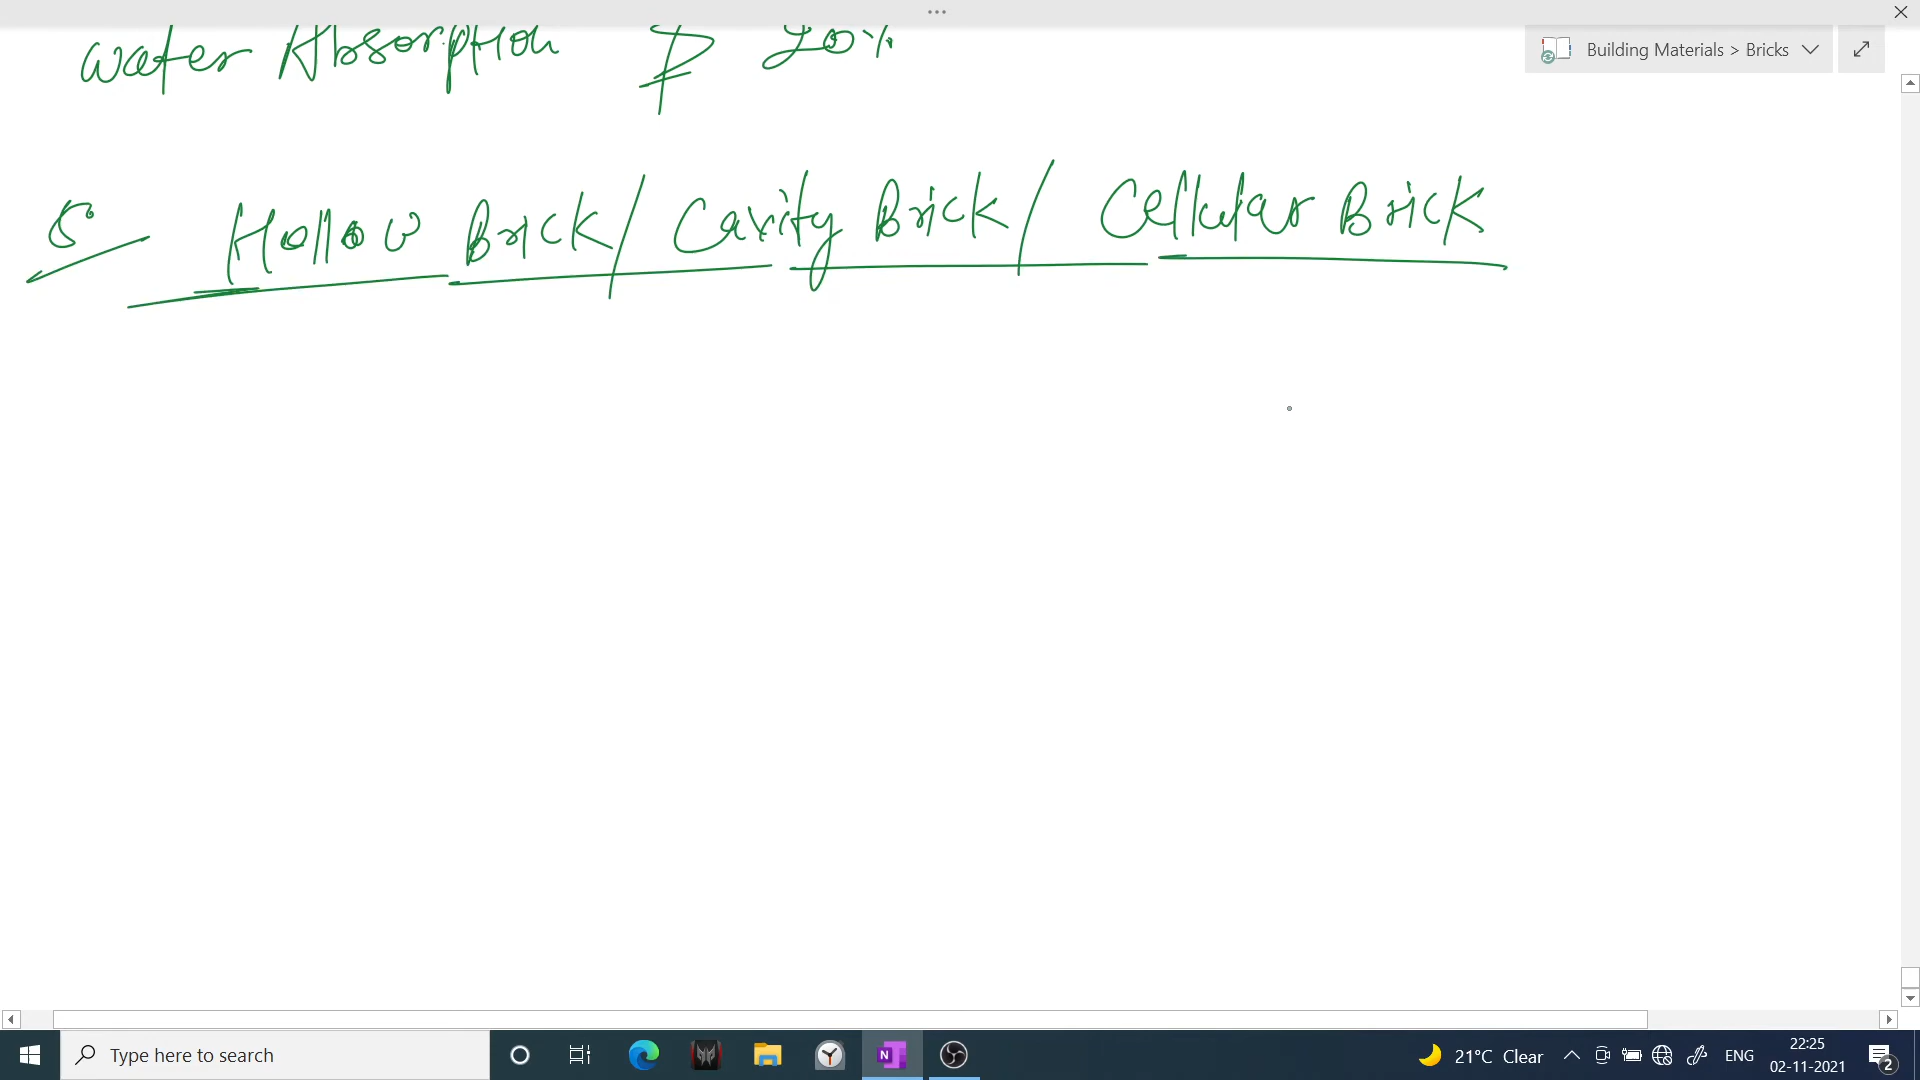 Water Absorption ≯ 20%
Building Materials > Bricks
5 Hollow Brick/ Cavity Brick/ Cellular Brick
Type here to search
21°C Clear
ENG
22:25
02-11-2021
2